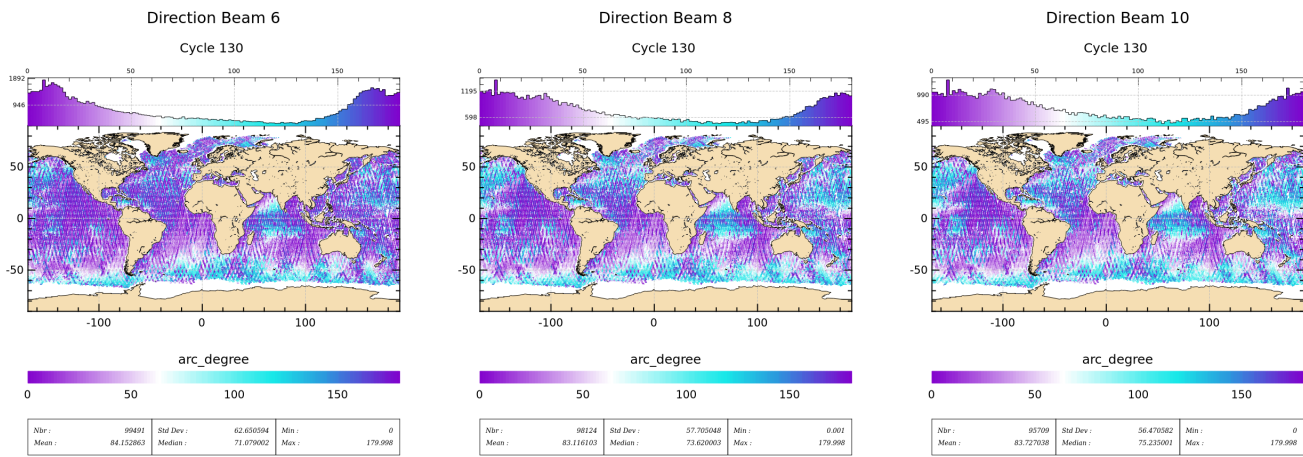 Direction Beam 6
Cycle 130
0 50 100 150
1892
946
50
0
-50
-100 0 100
arc_degree
0 50 100 150
Nbr : 99491 Std Dev : 62.650594 Min : 0
Mean : 84.152863 Median : 71.079002 Max : 179.998
Direction Beam 8
Cycle 130
0 50 100 150
1195
598
50
0
-50
-100 0 100
arc_degree
0 50 100 150
Nbr : 98124 Std Dev : 57.705048 Min : 0.001
Mean : 83.116103 Median : 73.620003 Max : 179.998
Direction Beam 10
Cycle 130
0 50 100 150
990
495
50
0
-50
-100 0 100
arc_degree
0 50 100 150
Nbr : 95709 Std Dev : 56.470582 Min : 0
Mean : 83.727038 Median : 75.235001 Max : 179.998